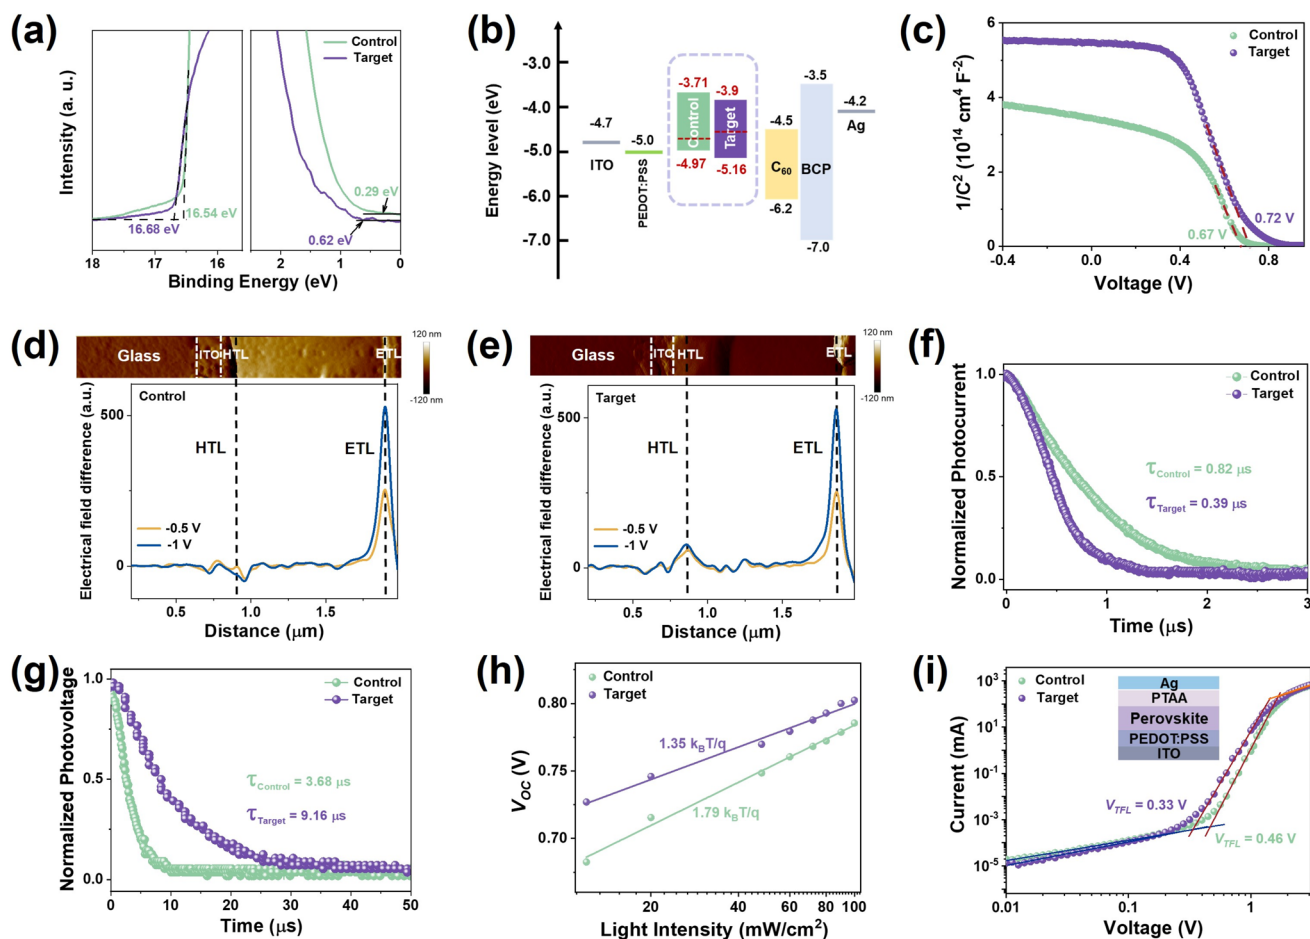 (a)
Intensity (a. u.)
Control
Target
0.29 eV
16.54 eV
16.68 eV
0.62 eV
18
16
2
1
0
Binding Energy (eV)
(b)
Energy level (eV)
-3.0
-4.0
-5.0
-6.0
-7.0
-4.7
ITO
-5.0
PEDOT:PSS
-3.71
Control
-4.97
-3.9
Target
-5.16
-4.5
C60
-6.2
-3.5
BCP
-7.0
-4.2
Ag
(c)
1/C² (10¹⁴ cm⁴ F⁻²)
6
4
2
0
Control
Target
0.72 V
0.67 V
-0.4
0.0
0.4
0.8
Voltage (V)
(d)
Glass
ITO
HTL
ETL
120 nm
-120 nm
Electrical field difference (a.u.)
500
0
Control
HTL
ETL
-0.5 V
-1 V
0.5
1.0
1.5
Distance (μm)
(e)
Glass
ITO
HTL
ETL
120 nm
-120 nm
Electrical field difference (a.u.)
500
0
Target
HTL
ETL
-0.5 V
-1 V
0.5
1.0
1.5
Distance (μm)
(f)
Normalized Photocurrent
1.0
0.5
0.0
Control
Target
τControl = 0.82 μs
τTarget = 0.39 μs
0
1
2
3
Time (μs)
(g)
Normalized Photovoltage
1.0
0.5
0.0
Control
Target
τControl = 3.68 μs
τTarget = 9.16 μs
0
10
20
30
40
50
Time (μs)
(h)
VOC (V)
0.80
0.75
0.70
Control
Target
1.35 kBT/q
1.79 kBT/q
20
40
60
80
100
Light Intensity (mW/cm²)
(i)
Current (mA)
10³
10¹
10⁻¹
10⁻³
10⁻⁵
Control
Target
Ag
PTAA
Perovskite
PEDOT:PSS
ITO
VTFL = 0.33 V
VTFL = 0.46 V
0.01
0.1
1
Voltage (V)